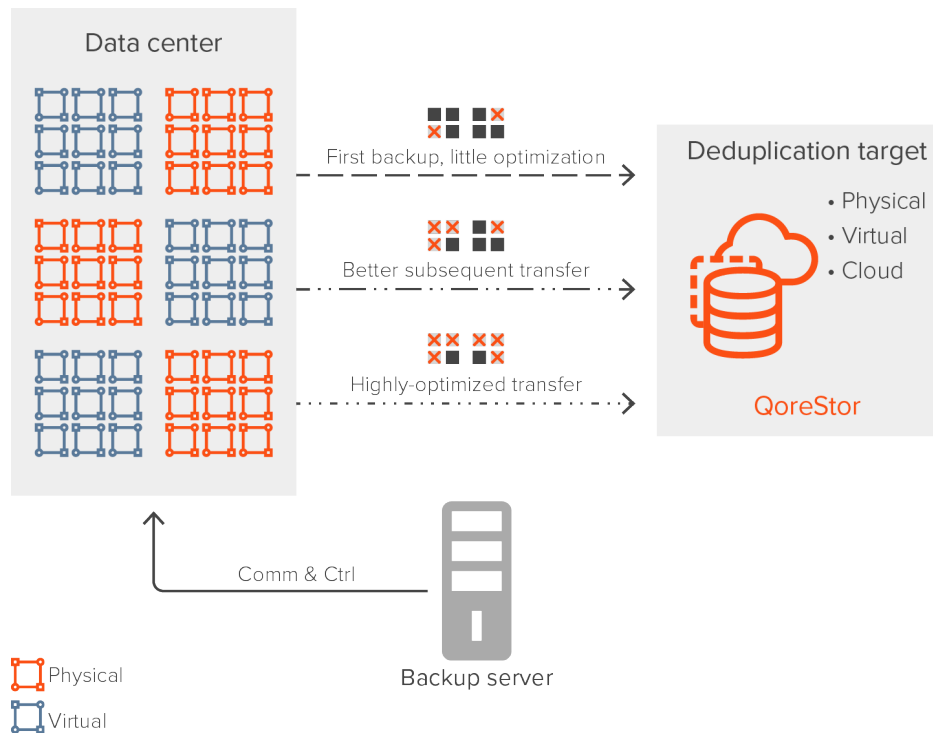 Data center
First backup, little optimization
Better subsequent transfer
Highly-optimized transfer
Deduplication target
• Physical
• Virtual
• Cloud
QoreStor
Comm & Ctrl
Backup server
Physical
Virtual